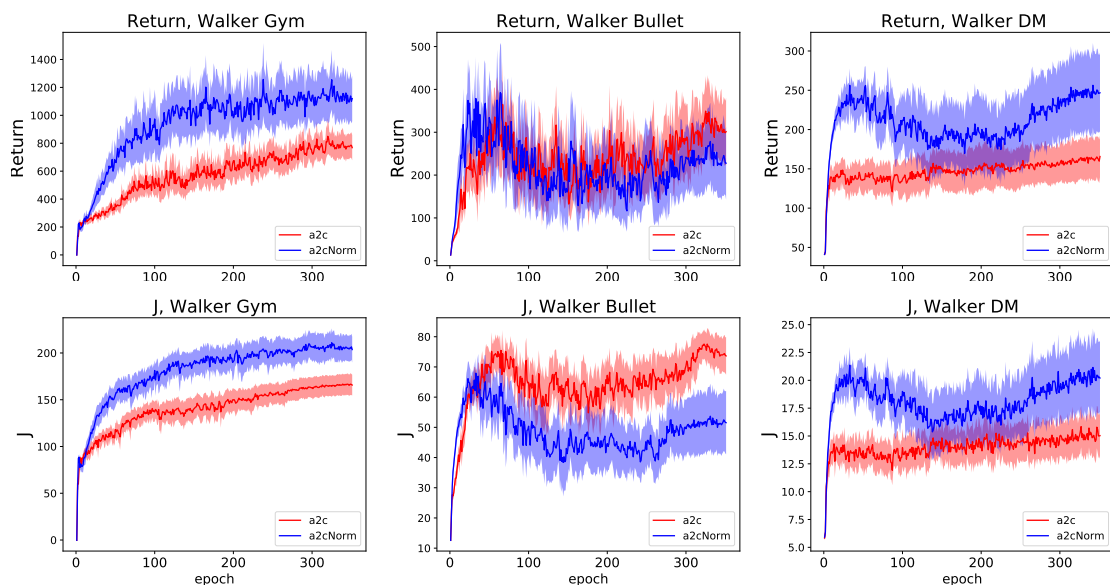 Return, Walker Gym
Return
1400
1200
1000
800
600
400
200
0
0
100
200
300
a2c
a2cNorm
Return, Walker Bullet
Return
500
400
300
200
100
0
0
100
200
300
a2c
a2cNorm
Return, Walker DM
Return
300
250
200
150
100
50
0
100
200
300
a2c
a2cNorm
J, Walker Gym
J
200
150
100
50
0
0
100
200
300
epoch
a2c
a2cNorm
J, Walker Bullet
J
80
70
60
50
40
30
20
10
0
100
200
300
epoch
a2c
a2cNorm
J, Walker DM
J
25.0
22.5
20.0
17.5
15.0
12.5
10.0
7.5
5.0
0
100
200
300
epoch
a2c
a2cNorm